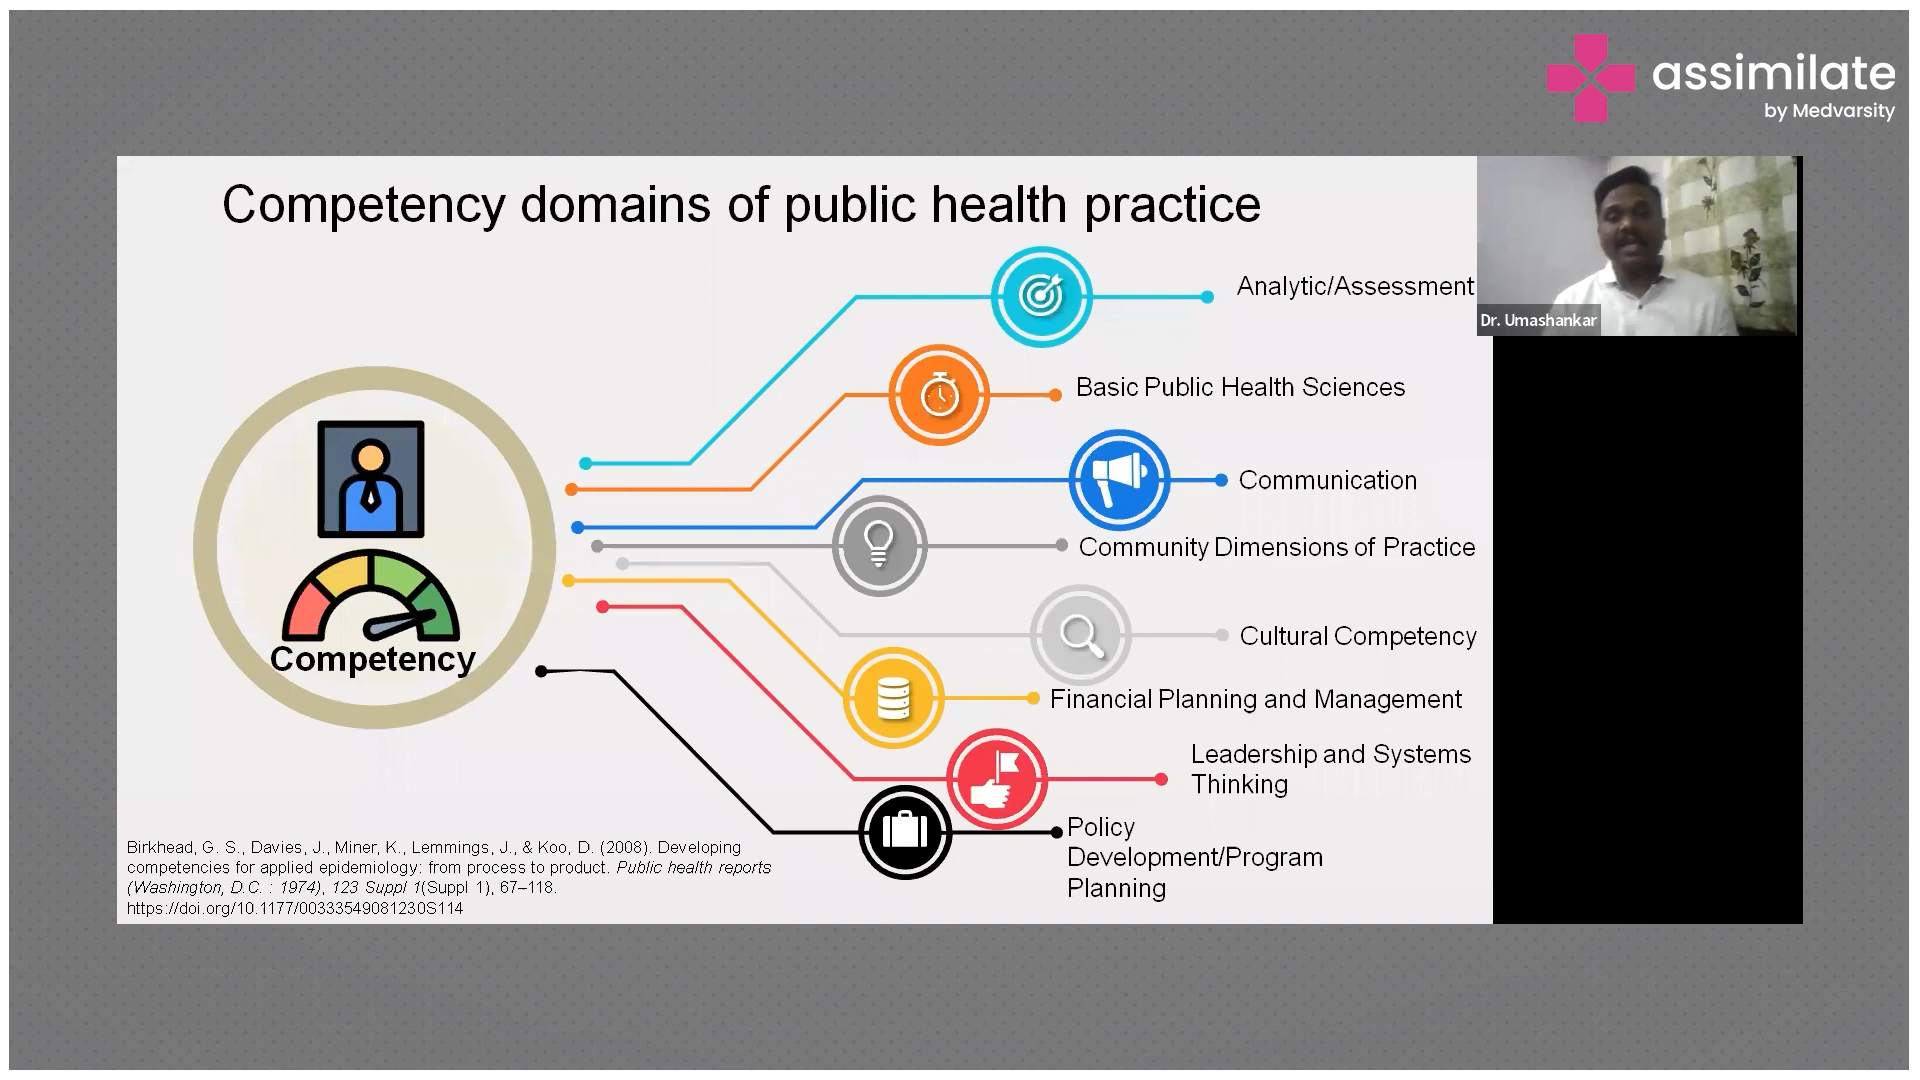 assimilate
by Medvarsity
Competency domains of public health practice
Dr. Umashankar
Analytic/Assessment
Basic Public Health Sciences
Communication
Community Dimensions of Practice
Cultural Competency
Financial Planning and Management
Leadership and Systems
Thinking
Policy
Development/Program
Planning
Competency
Birkhead, G. S., Davies, J., Miner, K., Lemmings, J., & Koo, D. (2008). Developing
competencies for applied epidemiology: from process to product. Public health reports
(Washington, D.C. : 1974), 123 Suppl 1(Suppl 1), 67–118.
https://doi.org/10.1177/00333549081230S114